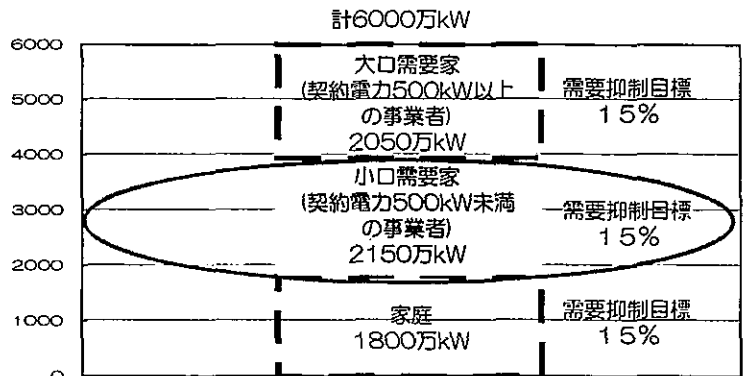 計6000万kW
6000
5000
4000
3000
2000
1000
0
大口需要家
(契約電力500kW以上
の事業者)
2050万kW
需要抑制目標
15%
小口需要家
(契約電力500kW未満
の事業者)
2150万kW
需要抑制目標
15%
家庭
1800万kW
需要抑制目標
15%